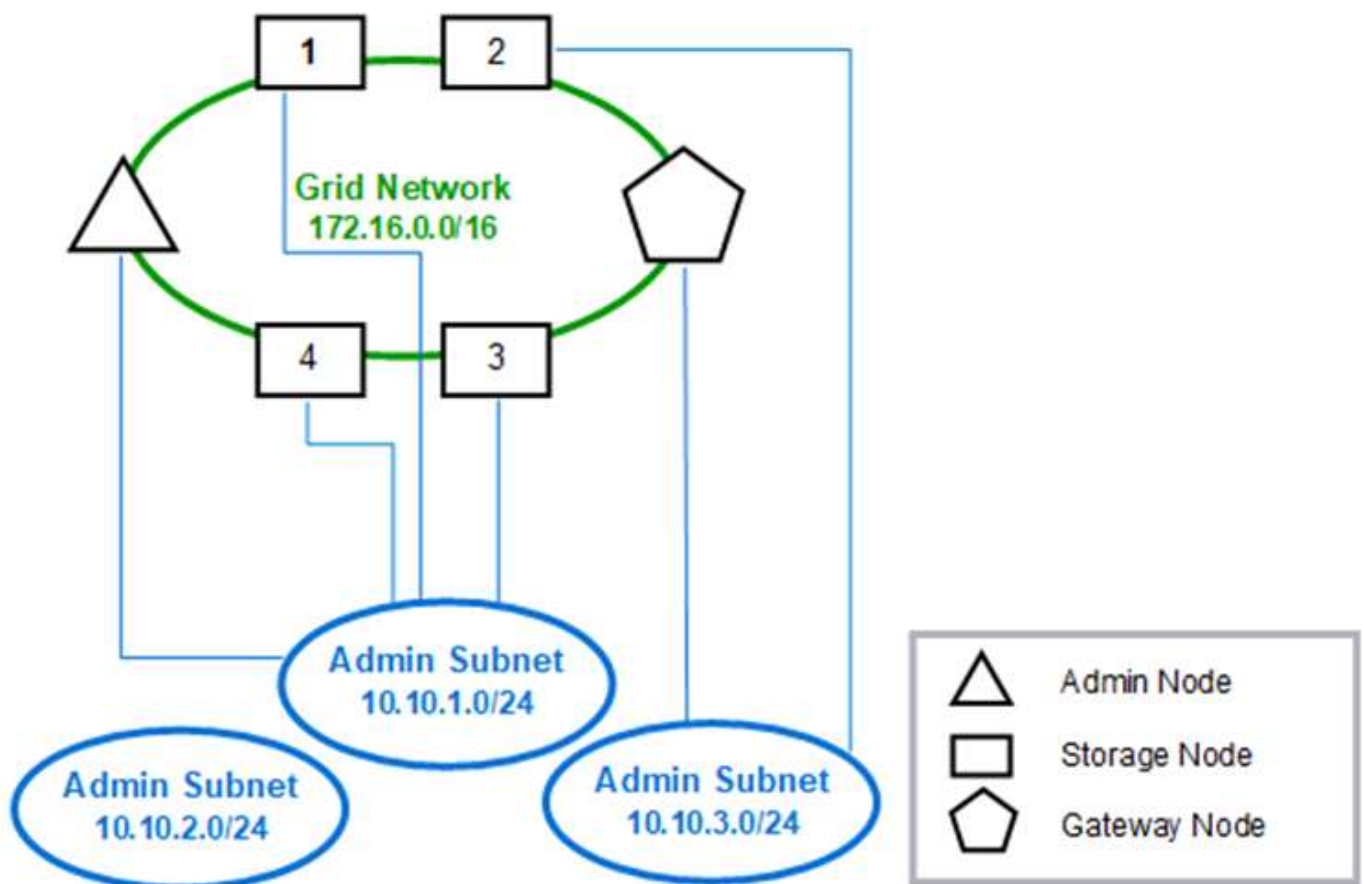 1
2
Grid Network
172.16.0.0/16
4
3
Admin Subnet
10.10.1.0/24
Admin Subnet
10.10.2.0/24
Admin Subnet
10.10.3.0/24
Admin Node
Storage Node
Gateway Node